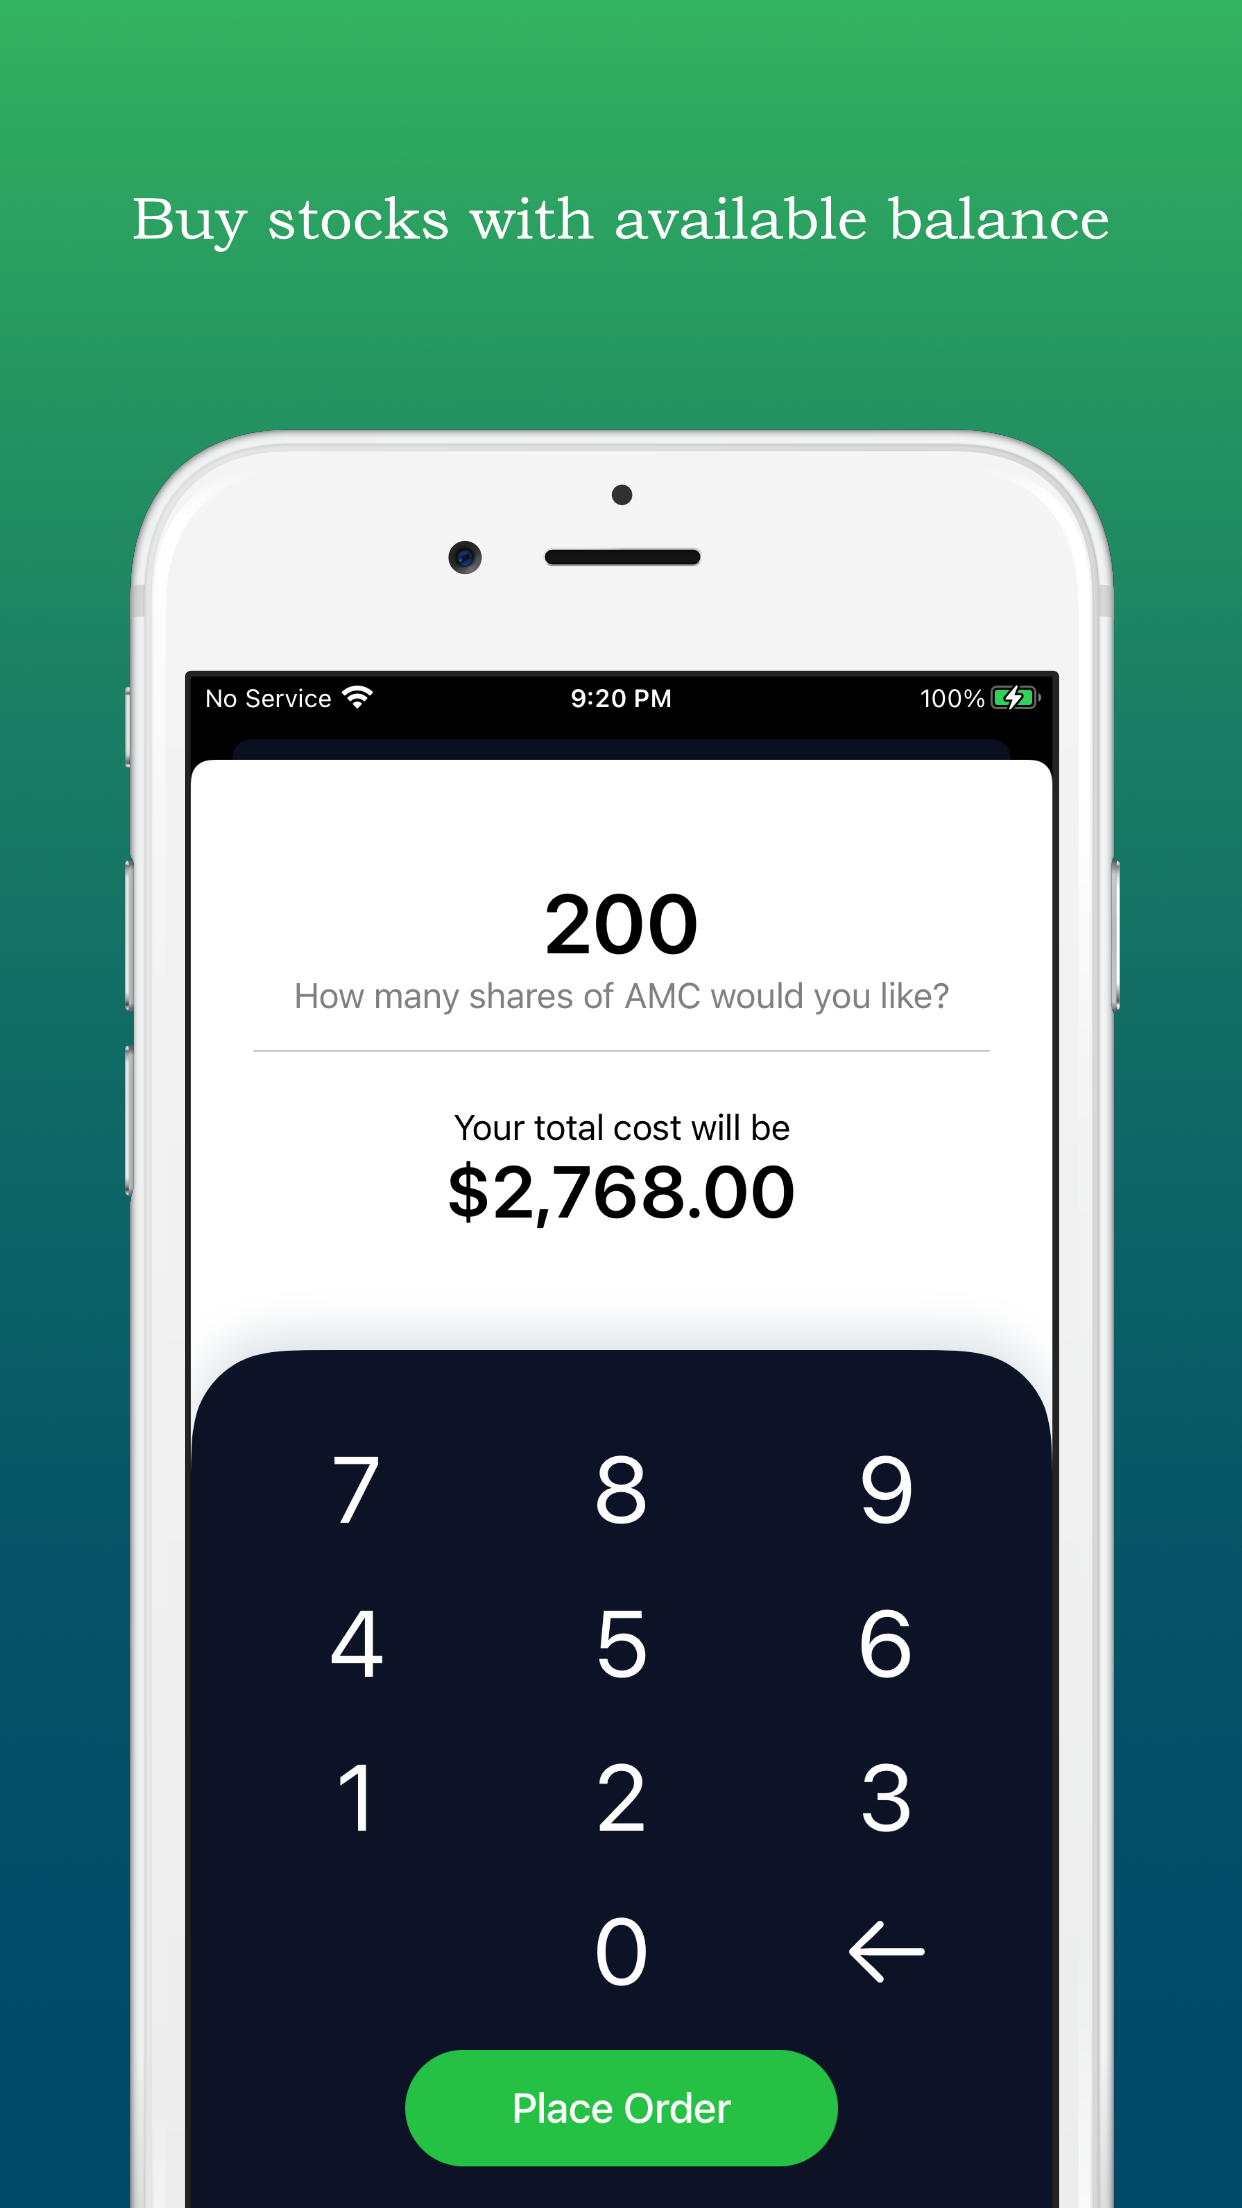 Buy stocks with available balance
No Service 9:20 PM 100%
200
How many shares of AMC would you like?
Your total cost will be
$2,768.00
7 8 9
4 5 6
1 2 3
0
Place Order